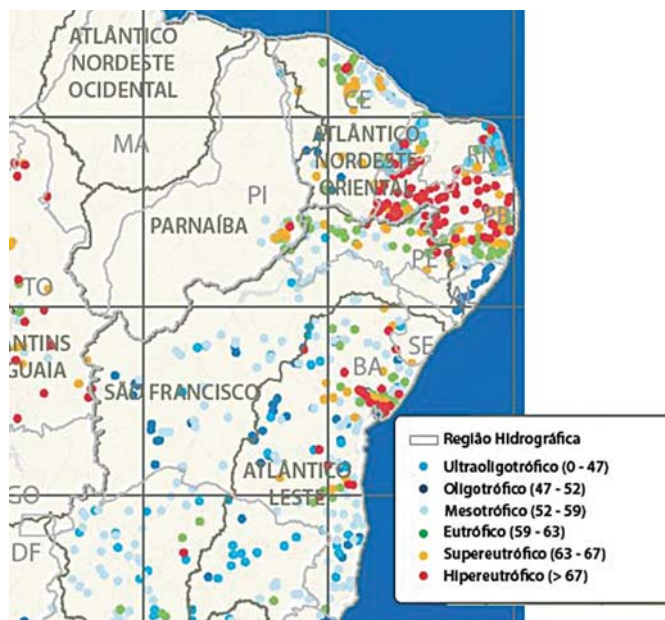 ATLÂNTICO
NORDESTE
OCIDENTAL
MA
CE
ATLÂNTICO
NORDESTE
ORIENTAL
RN
PI
PARNAÍBA
PB
PE
TO
AL
ANTINS
GUAIA
SÃO FRANCISCO
SE
BA
ATLÂNTICO
LESTE
GO
DF
Região Hidrográfica
Ultraoligotrófico (0 - 47)
Oligotrófico (47 - 52)
Mesotrófico (52 - 59)
Eutrófico (59 - 63)
Supereutrófico (63 - 67)
Hipereutrófico (> 67)